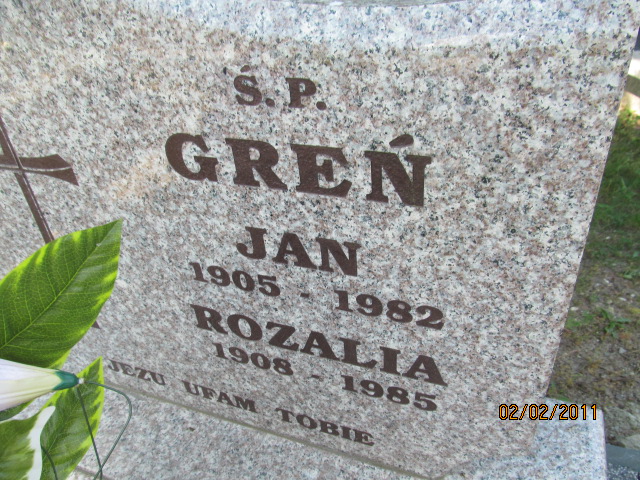 Ś.P.
GREŃ
JAN
1905 - 1982
ROZALIA
1908 - 1985
JEZU UFAM TOBIE
02/02/2011